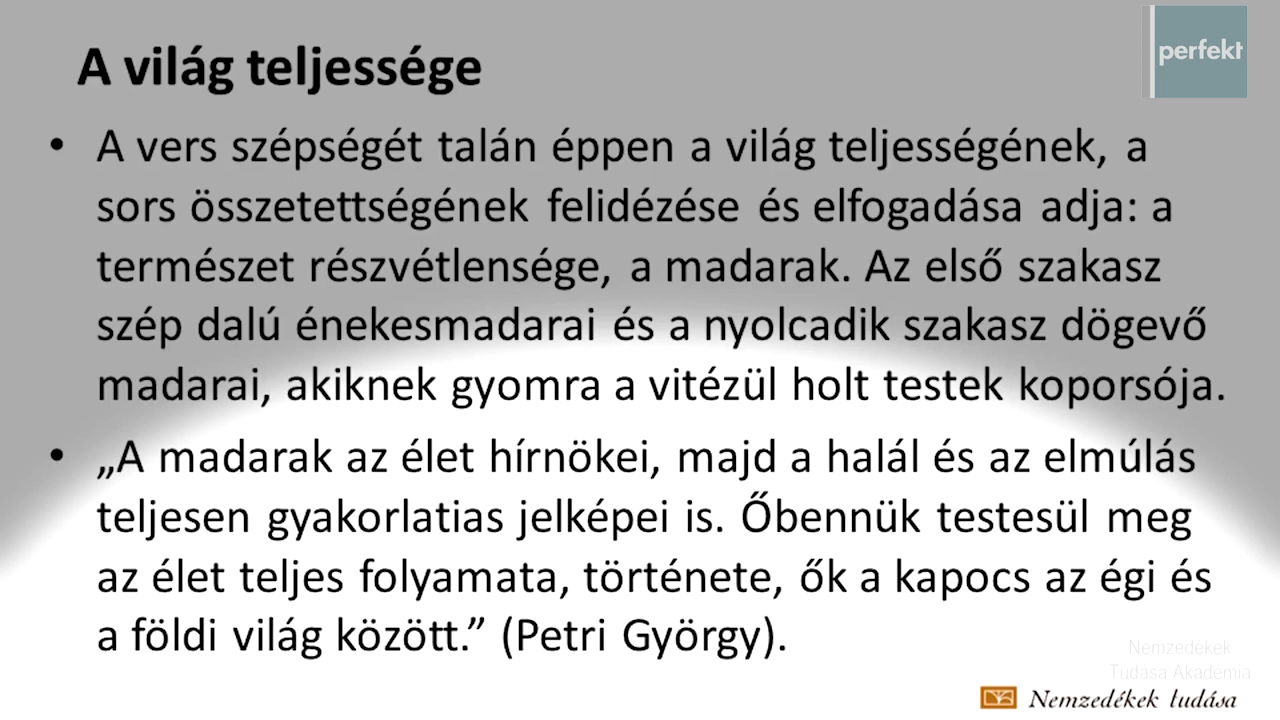 A világ teljessége
perfekt
• A vers szépségét talán éppen a világ teljességének, a
sors összetettségének felidézése és elfogadása adja: a
természet részvétlensége, a madarak. Az első szakasz
szép dalú énekesmadarai és a nyolcadik szakasz dögevő
madarai, akiknek gyomra a vitézül holt testek koporsója.
• „A madarak az élet hírnökei, majd a halál és az elmúlás
teljesen gyakorlatias jelképei is. Őbennük testesül meg
az élet teljes folyamata, története, ők a kapocs az égi és
a földi világ között.” (Petri György).
Nemzedékek
Tudása Akadémia
Nemzedékek tudása